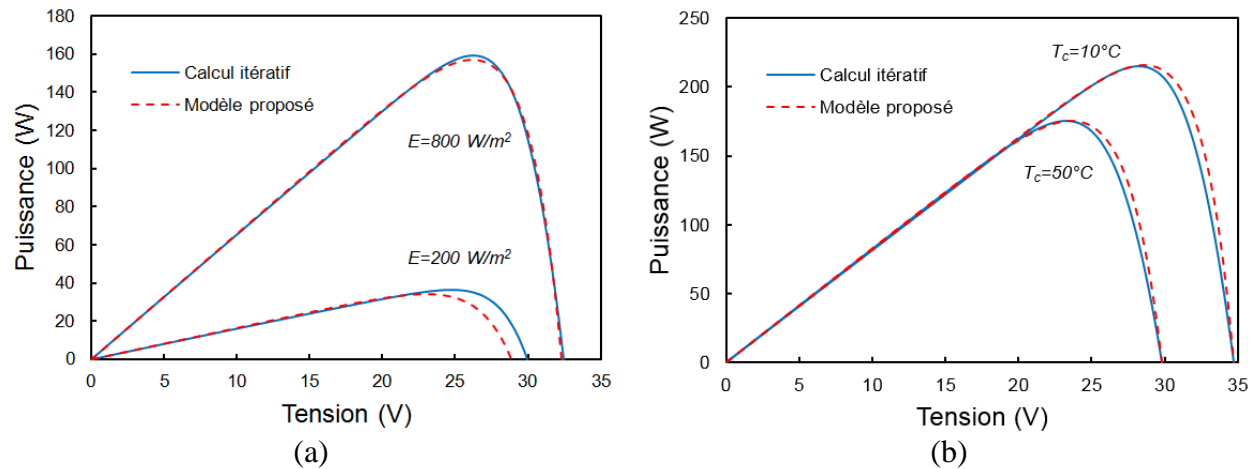 180
160
140
120
100
80
60
40
20
0
Puissance (W)
Calcul itératif
Modèle proposé
E=800 W/m²
E=200 W/m²
0 5 10 15 20 25 30 35
Tension (V)
(a)
250
200
150
100
50
0
Puissance (W)
Calcul itératif
Modèle proposé
Tc=10°C
Tc=50°C
0 5 10 15 20 25 30 35
Tension (V)
(b)